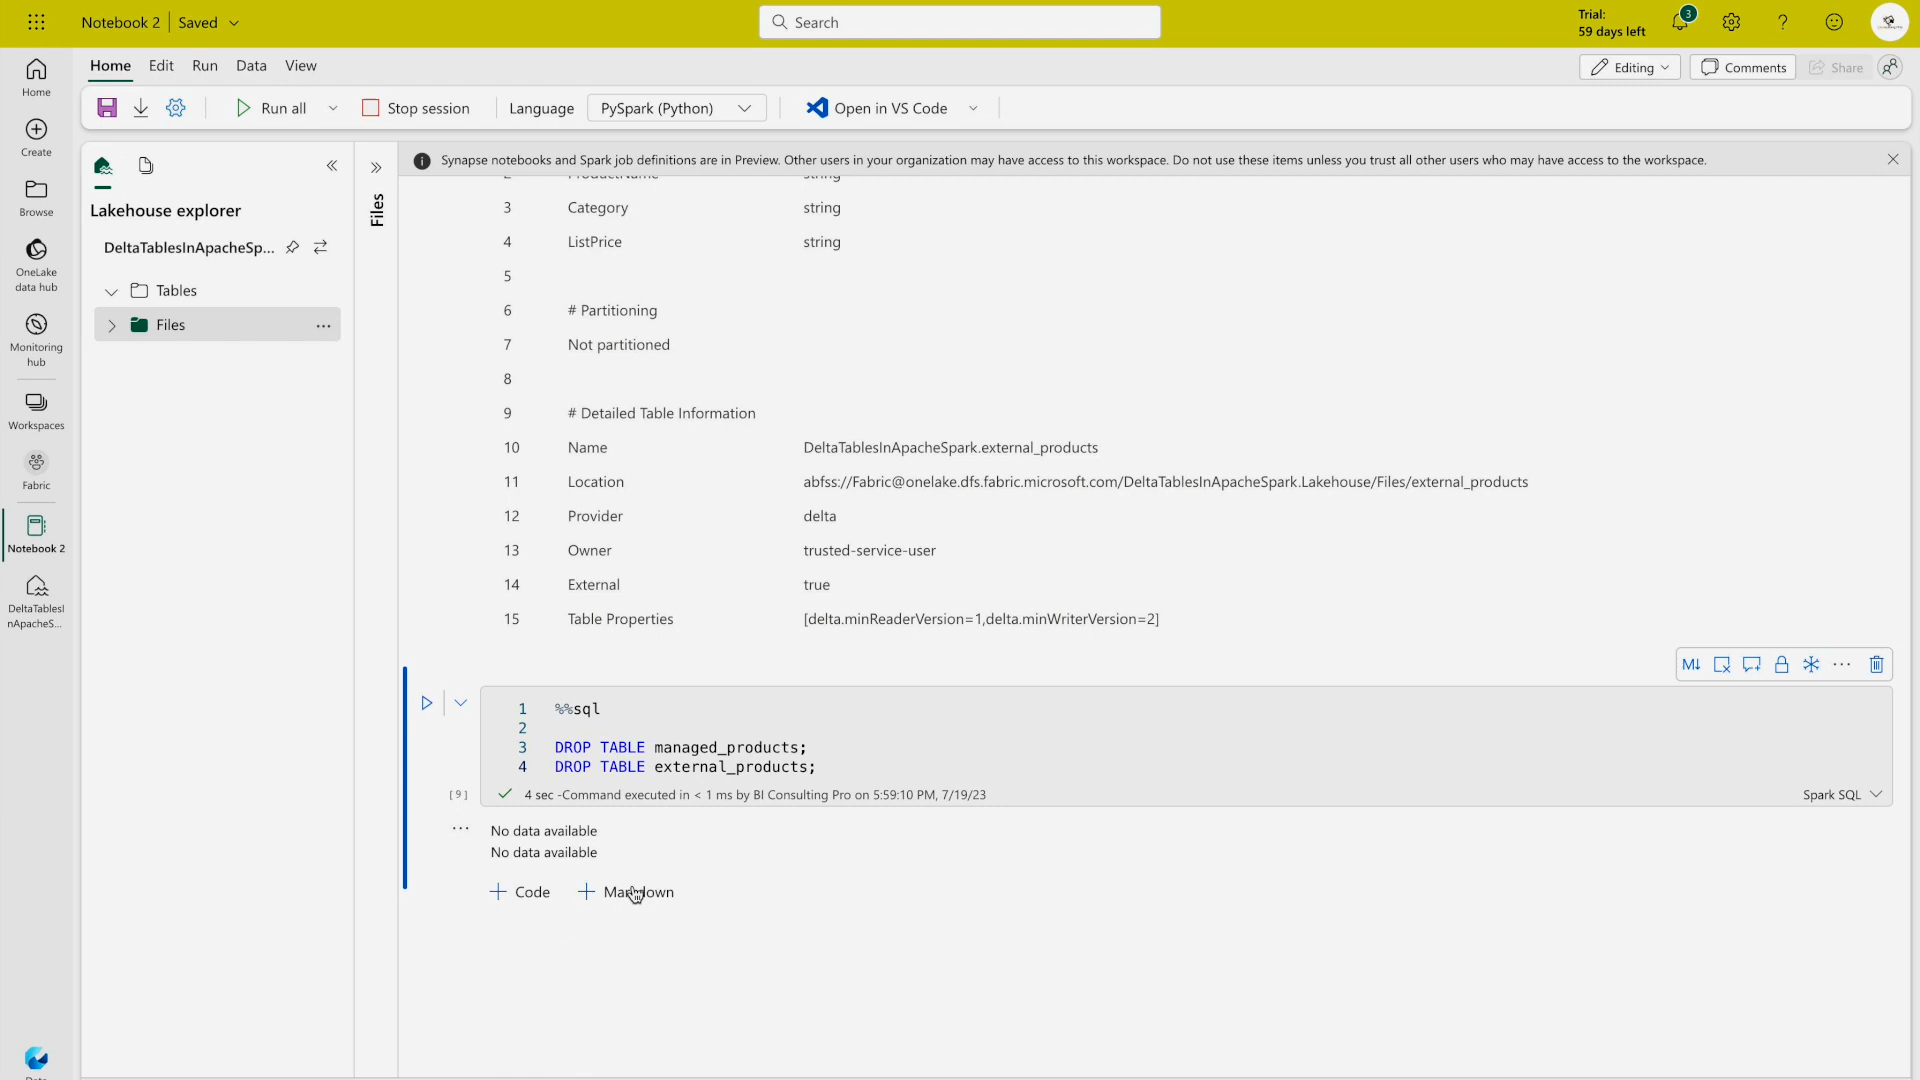 Notebook 2 | Saved
Search
Trial:
59 days left
3
Home Edit Run Data View
Editing
Comments
Share
Run all
Stop session
Language
PySpark (Python)
Open in VS Code
Home
Create
Browse
OneLake
data hub
Monitoring
hub
Workspaces
Fabric
Notebook 2
DeltaTablesI
nApacheS...
Lakehouse explorer
DeltaTablesInApacheSp...
Tables
Files
...
Files
Synapse notebooks and Spark job definitions are in Preview. Other users in your organization may have access to this workspace. Do not use these items unless you trust all other users who may have access to the workspace.
2 ProductName string
3 Category string
4 ListPrice string
5
6 # Partitioning
7 Not partitioned
8
9 # Detailed Table Information
10 Name DeltaTablesInApacheSpark.external_products
11 Location abfss://Fabric@onelake.dfs.fabric.microsoft.com/DeltaTablesInApacheSpark.Lakehouse/Files/external_products
12 Provider delta
13 Owner trusted-service-user
14 External true
15 Table Properties [delta.minReaderVersion=1,delta.minWriterVersion=2]
M↓
...
1 %%sql
2
3 DROP TABLE managed_products;
4 DROP TABLE external_products;
[9] 4 sec -Command executed in < 1 ms by BI Consulting Pro on 5:59:10 PM, 7/19/23
Spark SQL
... No data available
No data available
+ Code + Markdown